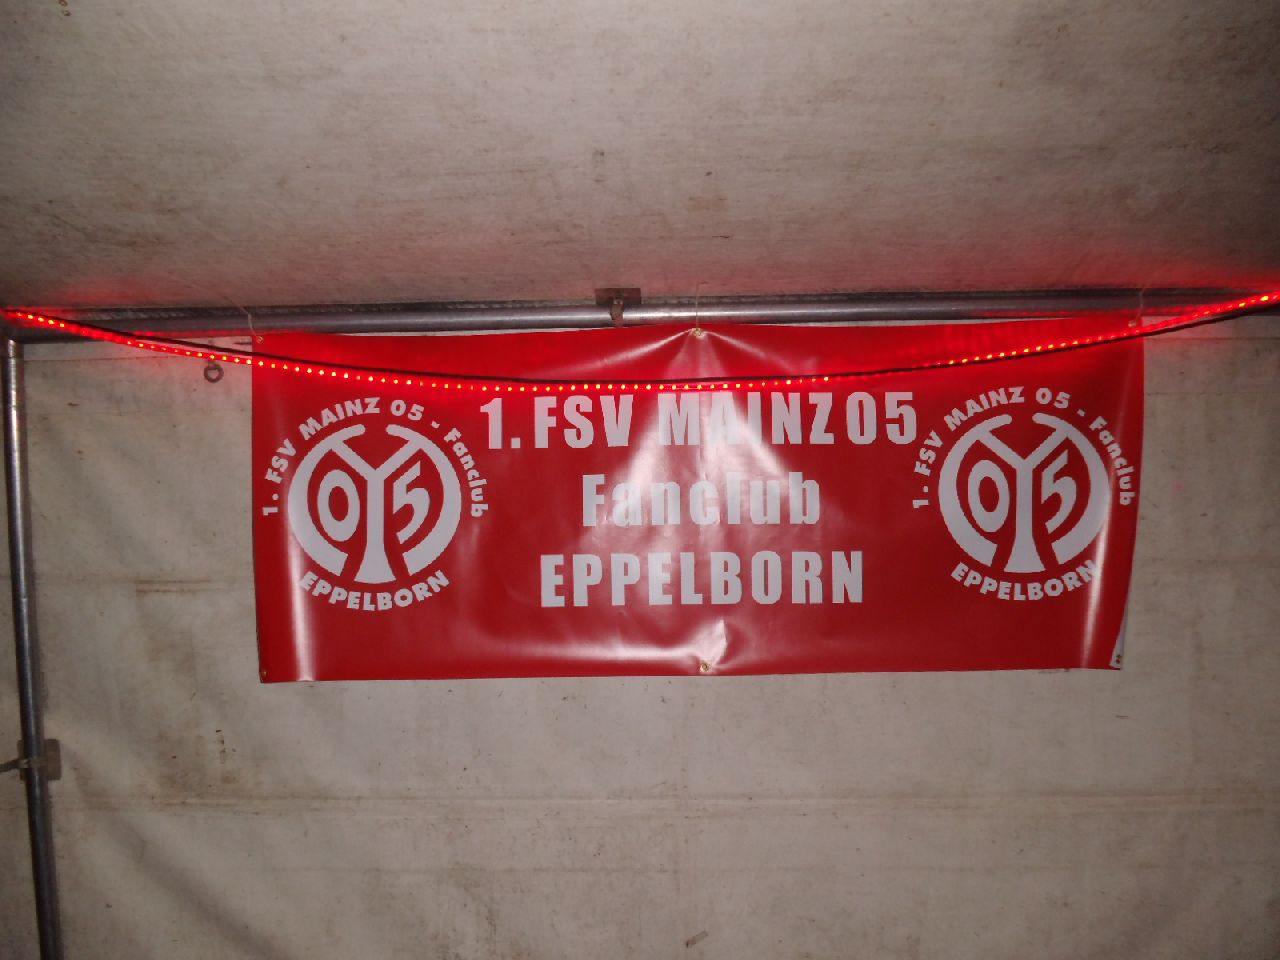 1. FSV MAINZ 05 - Fanclub
05
EPPELBORN
1. FSV MAINZ 05
Fanclub
EPPELBORN
1. FSV MAINZ 05 - Fanclub
05
EPPELBORN